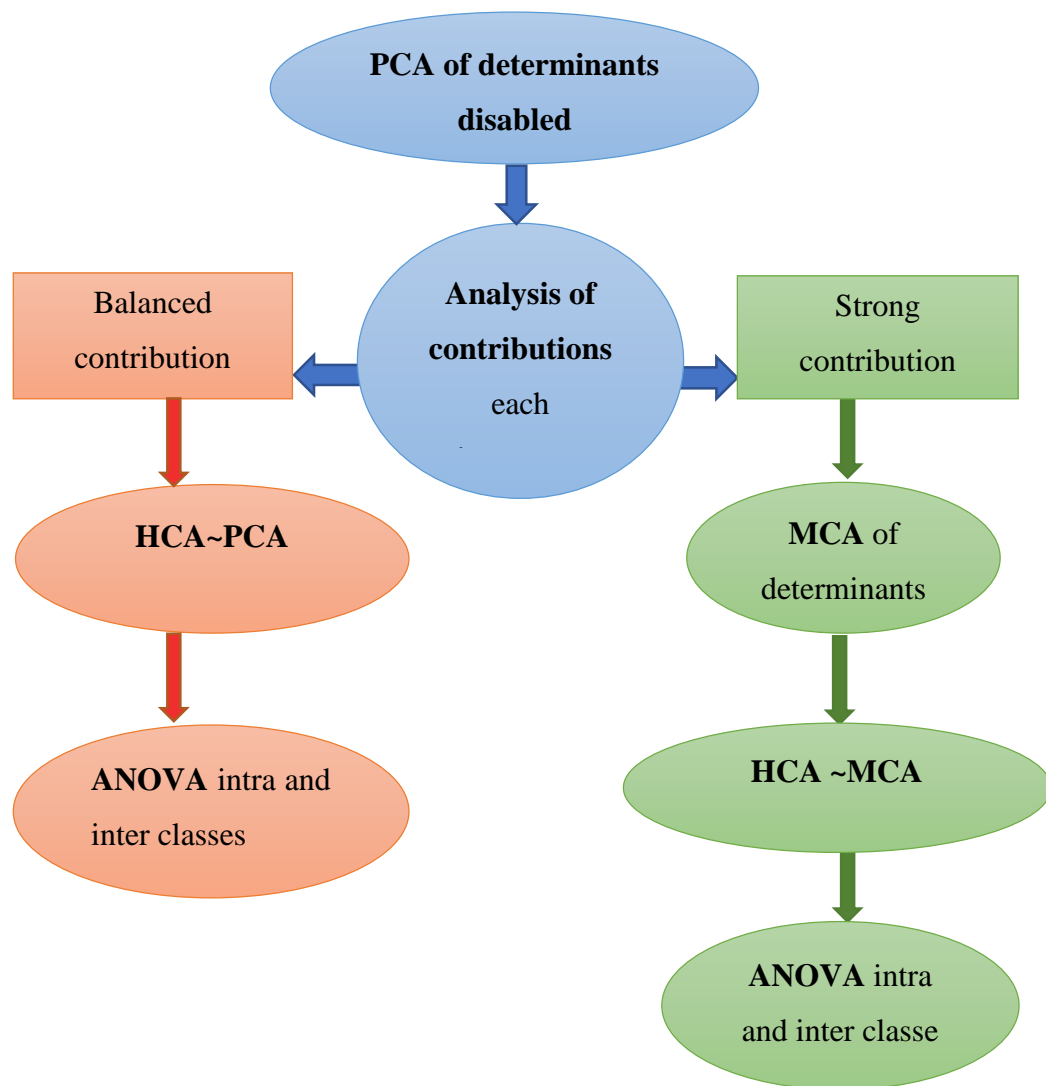 PCA of determinants
disabled
Analysis of
contributions
each
Balanced
contribution
Strong
contribution
HCA~PCA
MCA of
determinants
ANOVA intra and
inter classes
HCA ~MCA
ANOVA intra
and inter classe